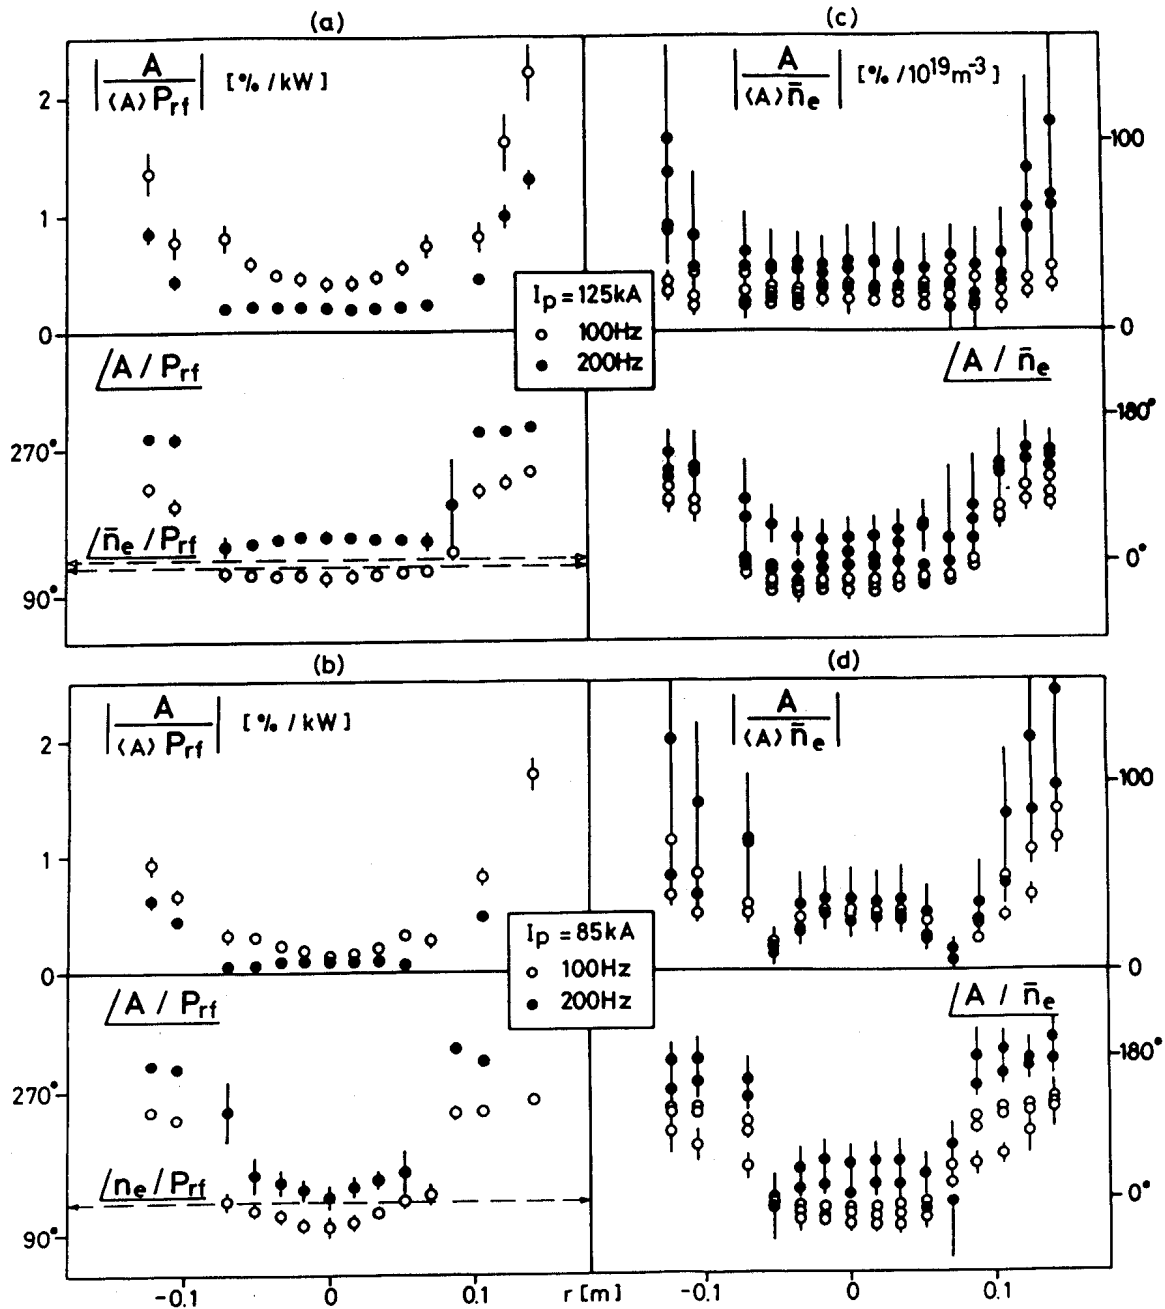 (a)
| A / ⟨A⟩ Prf | [% / kW]
2
1
0
∠A / Prf
270°
∠n̄e / Prf
90°
(c)
| A / ⟨A⟩ n̄e | [% / 10^19 m^-3]
100
0
∠A / n̄e
180°
0°
Ip = 125kA
○ 100Hz
● 200Hz
(b)
| A / ⟨A⟩ Prf | [% / kW]
2
1
0
∠A / Prf
270°
∠ne / Prf
90°
-0.1 0 0.1 r [m]
(d)
| A / ⟨A⟩ n̄e |
100
0
∠A / n̄e
180°
0°
-0.1 0 0.1
Ip = 85kA
○ 100Hz
● 200Hz